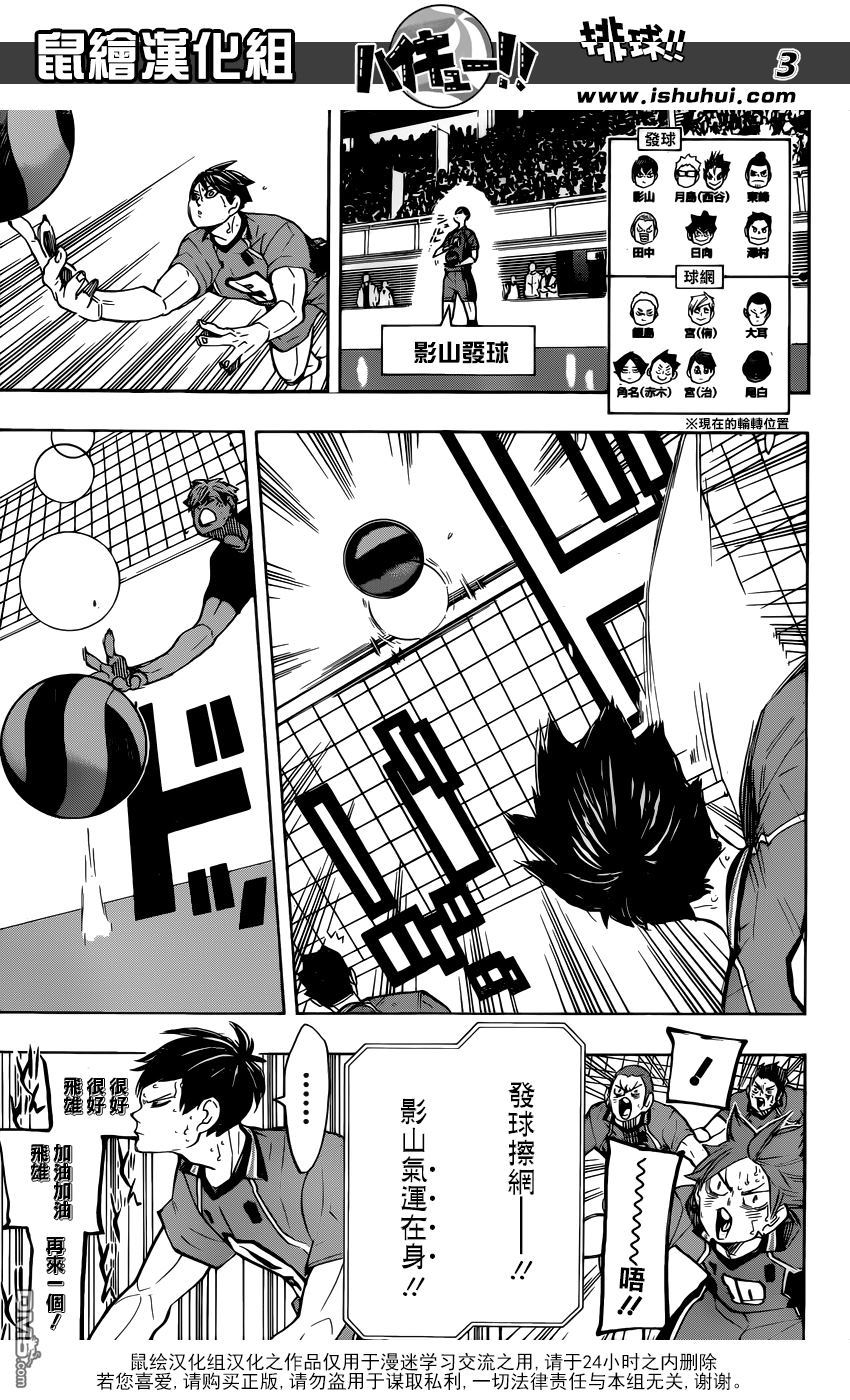 鼠繪漢化組
ハイキュー!!
排球!!
3
www.ishuhui.com
發球
影山
月島(西谷)
東峰
田中
日向
澤村
球網
銀島
宮(侑)
大耳
角名(赤木)
宮(治)
尾白
※現在的輪轉位置
影山發球
ドッ
!
~~~~~唔!!
發球擦網——!!
影山氣運在身!!
……
很好
很好
飛雄
加油加油
飛雄
再來一個!
鼠绘汉化组汉化之作品仅用于漫迷学习交流之用, 请于24小时之内删除
若您喜爱, 请购买正版, 请勿盗用于谋取私利, 一切法律责任与本组无关, 谢谢。